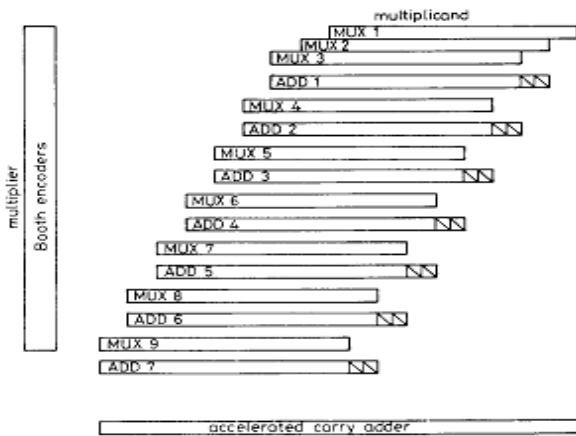 multiplicand
MUX 1
MUX 2
MUX 3
ADD 1
MUX 4
ADD 2
MUX 5
ADD 3
MUX 6
ADD 4
MUX 7
ADD 5
MUX 8
ADD 6
MUX 9
ADD 7
accelerated carry adder
multiplier
Booth encoders